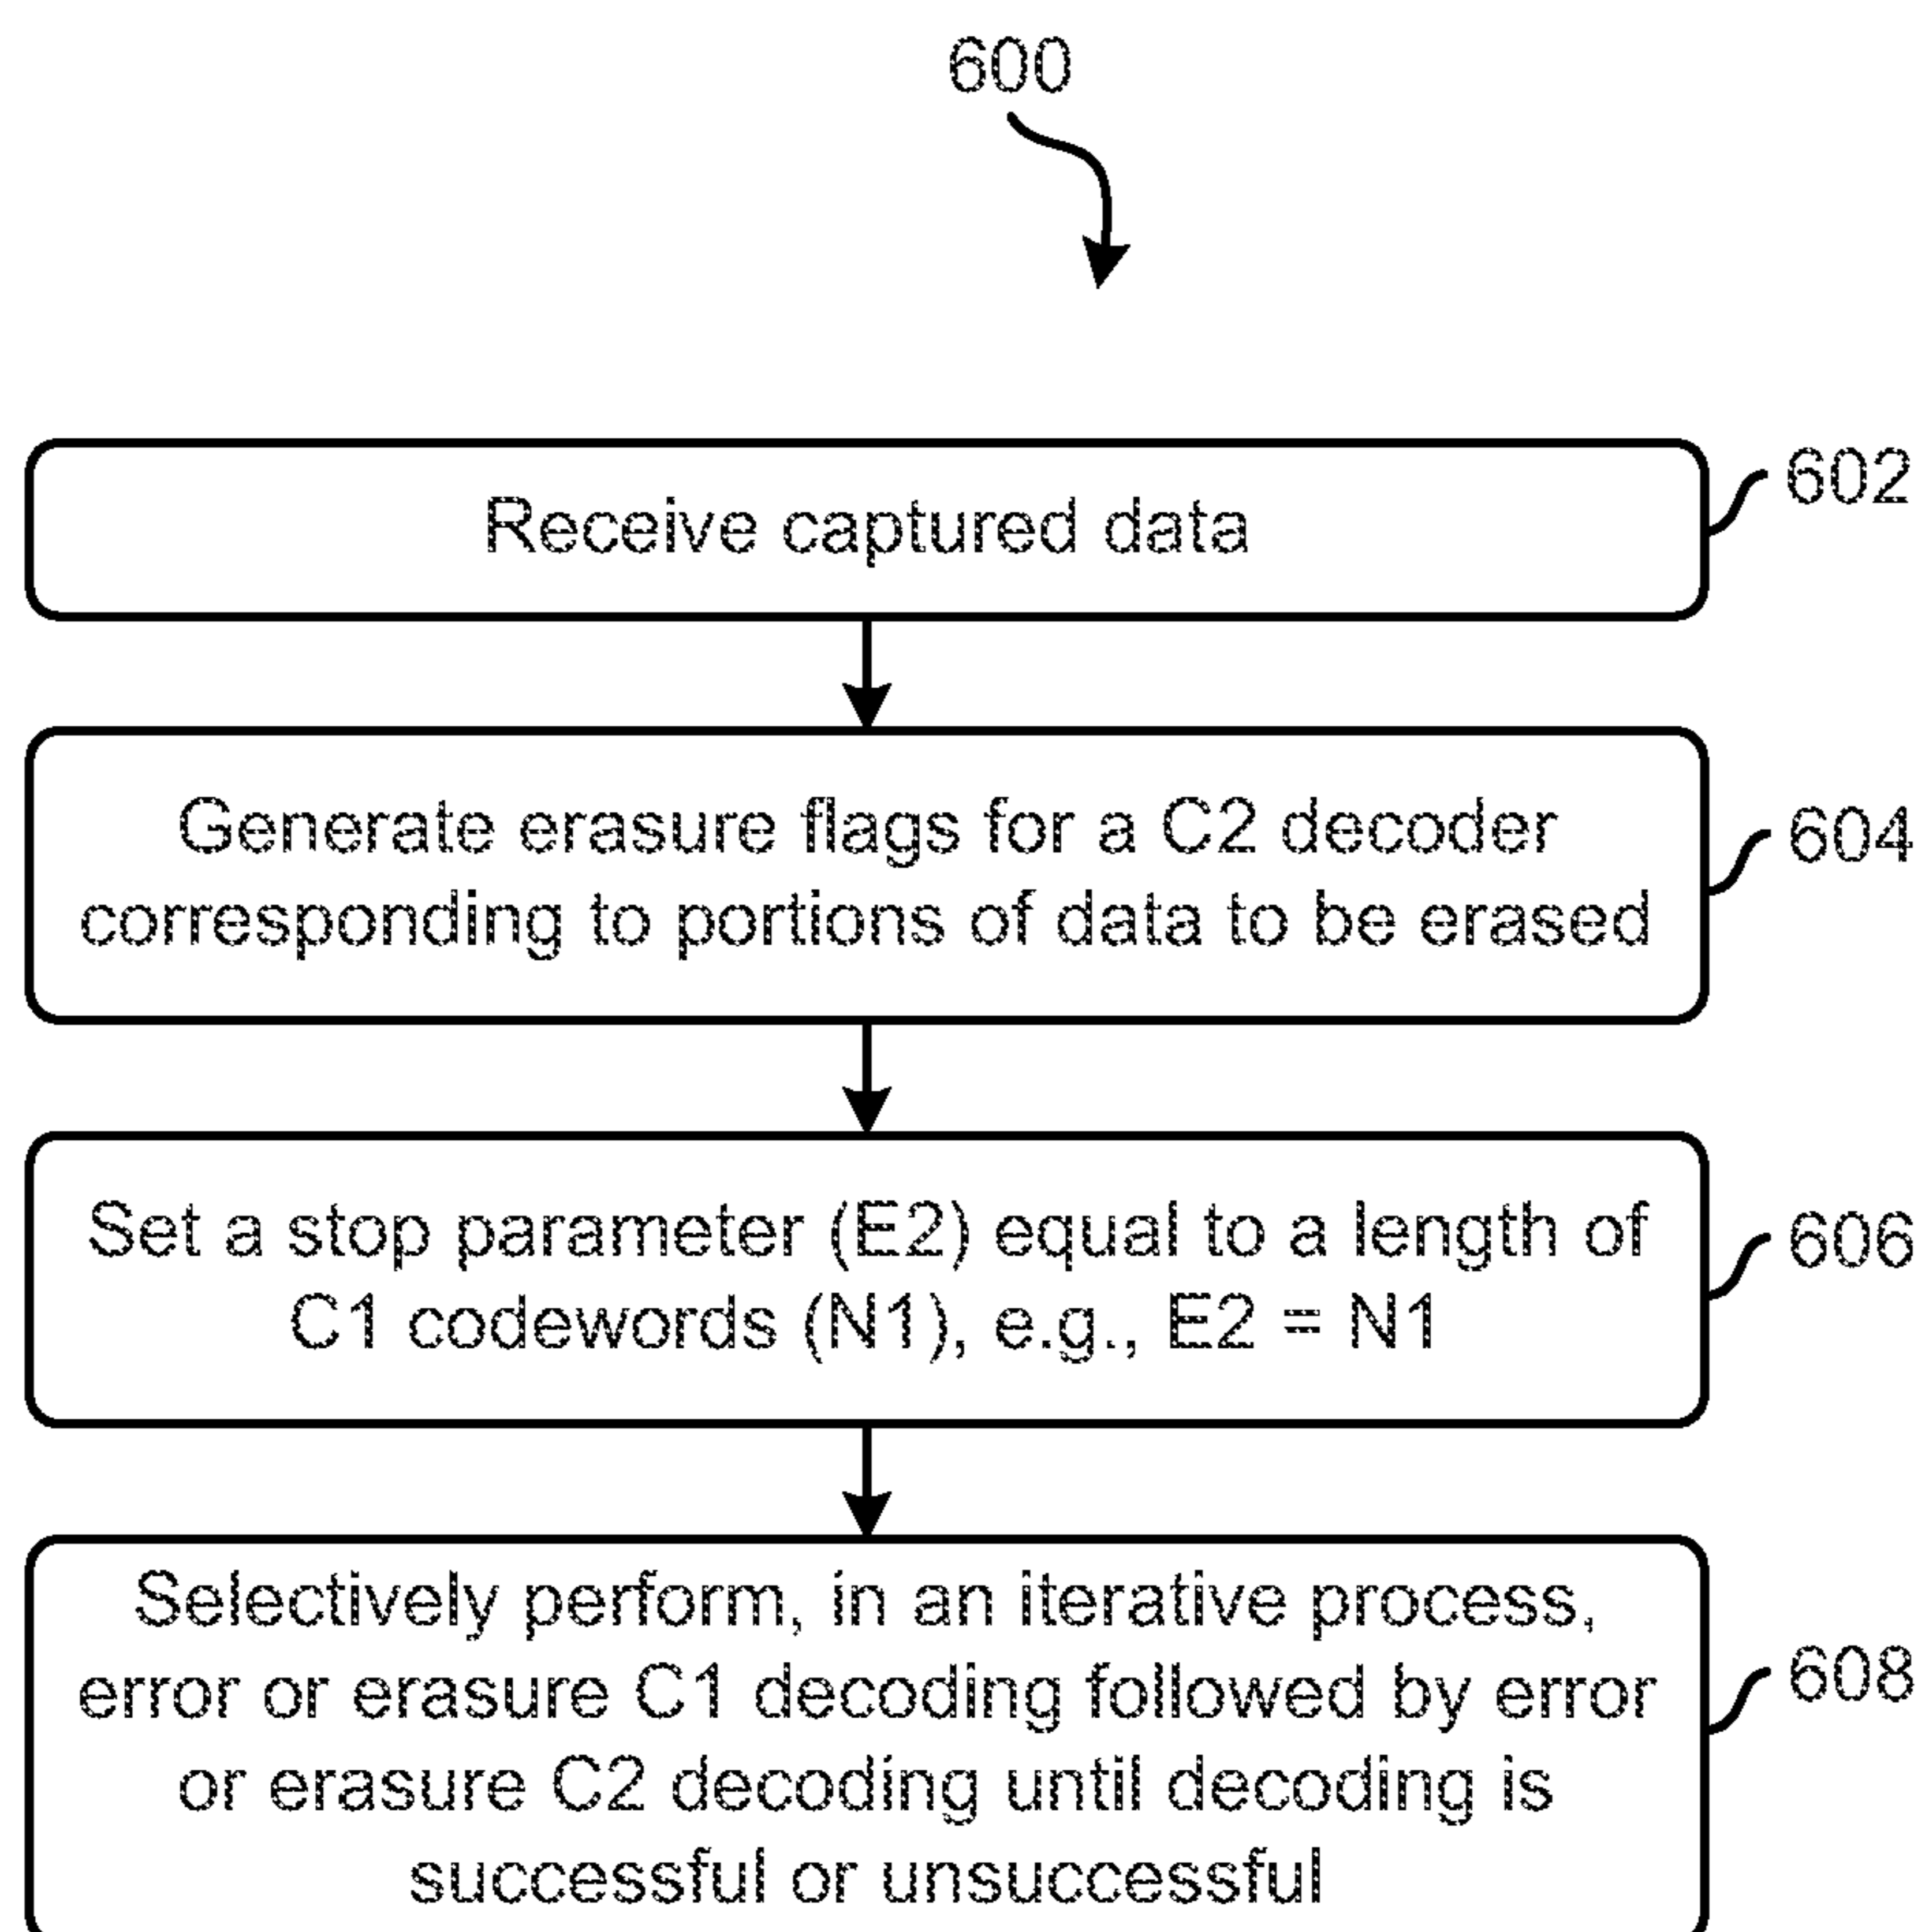 600
Receive captured data
602
Generate erasure flags for a C2 decoder
corresponding to portions of data to be erased
604
Set a stop parameter (E2) equal to a length of
C1 codewords (N1), e.g., E2 = N1
606
Selectively perform, in an iterative process,
error or erasure C1 decoding followed by error
or erasure C2 decoding until decoding is
successful or unsuccessful
608